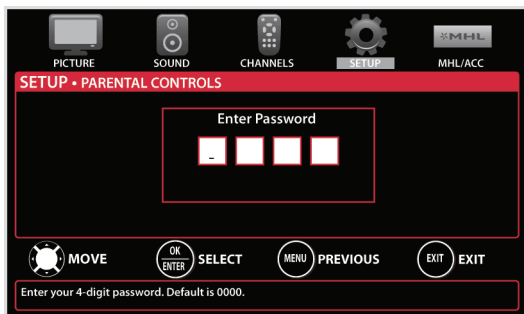 PICTURE SOUND CHANNELS SETUP MHL/ACC
MHL
SETUP • PARENTAL CONTROLS
Enter Password
-
MOVE OK ENTER SELECT MENU PREVIOUS EXIT EXIT
Enter your 4-digit password. Default is 0000.